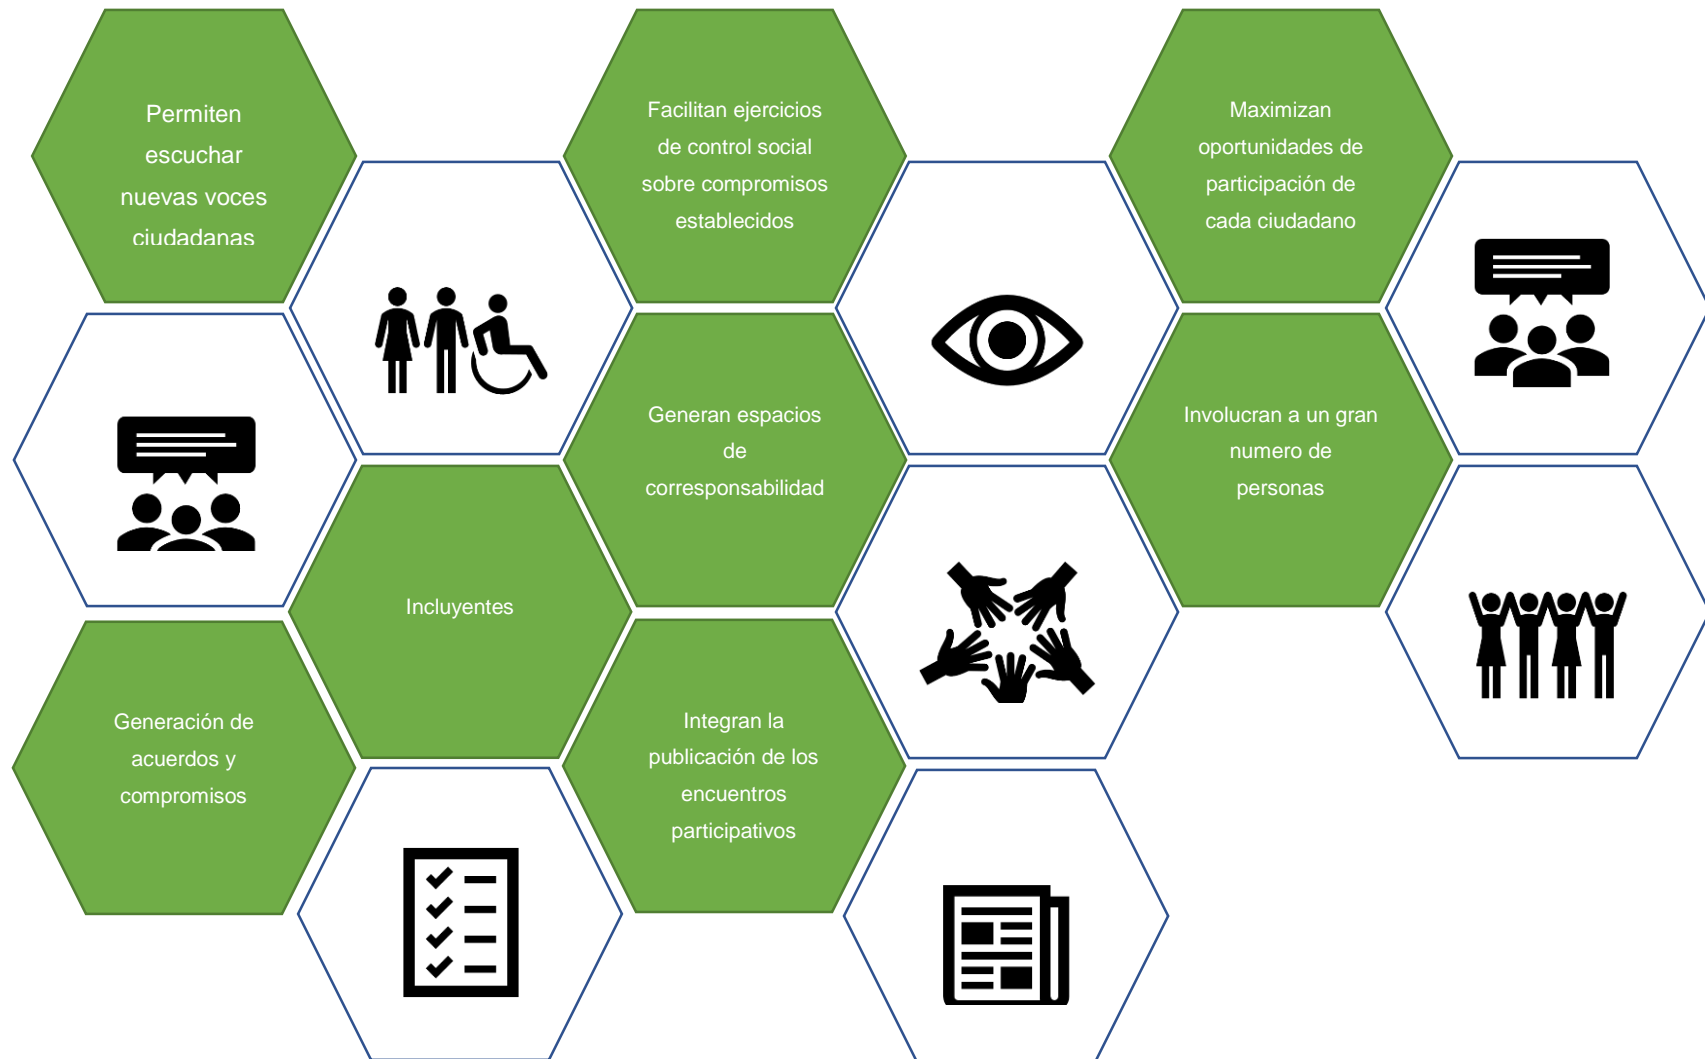 Permiten
escuchar
nuevas voces
ciudadanas
Facilitan ejercicios
de control social
sobre compromisos
establecidos
Maximizan
oportunidades de
participación de
cada ciudadano
Generan espacios
de
corresponsabilidad
Involucran a un gran
numero de
personas
Incluyentes
Generación de
acuerdos y
compromisos
Integran la
publicación de los
encuentros
participativos